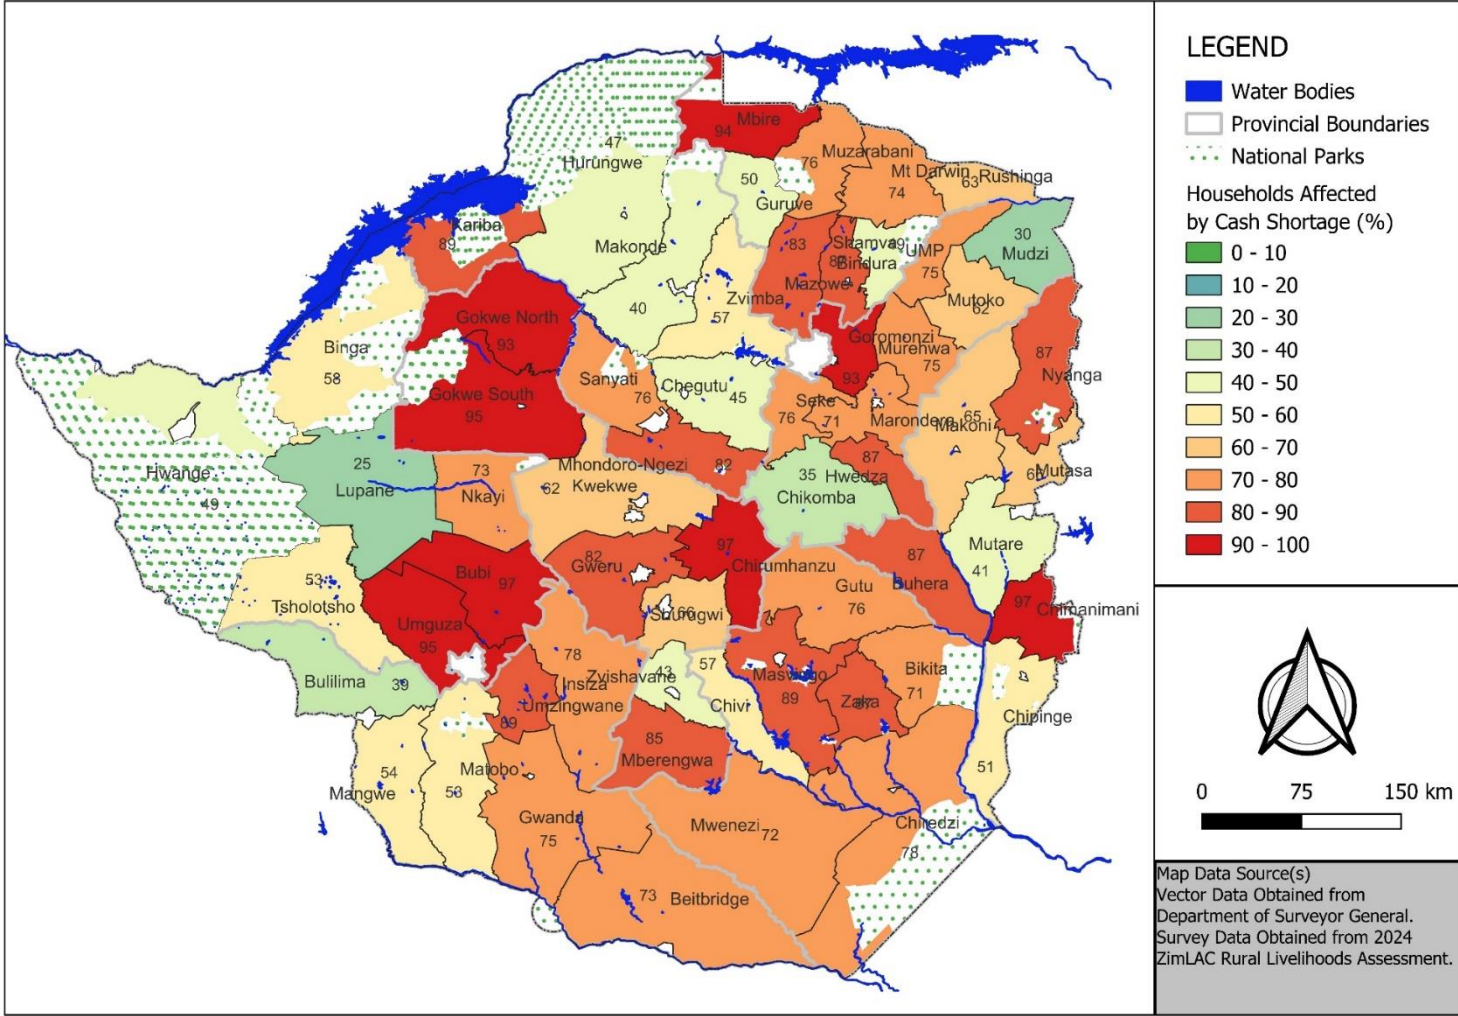 LEGEND
Water Bodies
Provincial Boundaries
National Parks
Households Affected
by Cash Shortage (%)
0 - 10
10 - 20
20 - 30
30 - 40
40 - 50
50 - 60
60 - 70
70 - 80
80 - 90
90 - 100
0 75 150 km
Map Data Source(s)
Vector Data Obtained from
Department of Surveyor General.
Survey Data Obtained from 2024
ZimLAC Rural Livelihoods Assessment.
Mbire
94
47
Hurungwe
Muzarabani
76
Mt Darwin
74
63
Rushinga
50
Guruve
Kariba
89
Makonde
40
Zvimba
57
83
Mazowe
Shamva
49
Bindura
UMP
75
30
Mudzi
Mutoko
62
Gokwe North
93
Goromonzi
93
Murehwa
75
87
Nyanga
Binga
58
Gokwe South
95
Sanyati
76
Chegutu
45
Seke
76
71
Marondera
65
Makoni
Mutasa
Hwange
49
25
Lupane
73
Nkayi
Mhondoro-Ngezi
82
Kwekwe
62
35
Chikomba
87
Hwedza
Mutare
41
Bubi
97
82
Gweru
97
Chirumhanzu
87
Buhera
Gutu
76
97
Chimanimani
53
Tsholotsho
Umguza
95
Shurugwi
66
Bulilima
39
78
Insiza
Zvishavane
43
57
Chivi
Masvingo
89
Zaka
Bikita
71
Chipinge
51
Umzingwane
89
85
Mberengwa
54
Mangwe
Matobo
Gwanda
75
Mwenezi
72
Chiredzi
78
73
Beitbridge